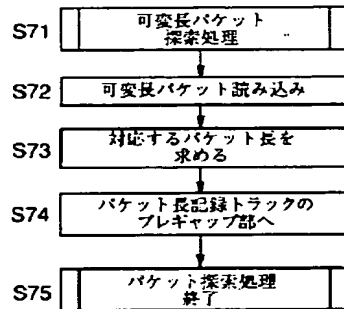 S71
可変長パケット
探索処理
S72
可変長パケット読み込み
S73
対応するパケット長を
求める
S74
パケット長記録トラックの
プレギャップ部へ
S75
パケット探索処理
終了